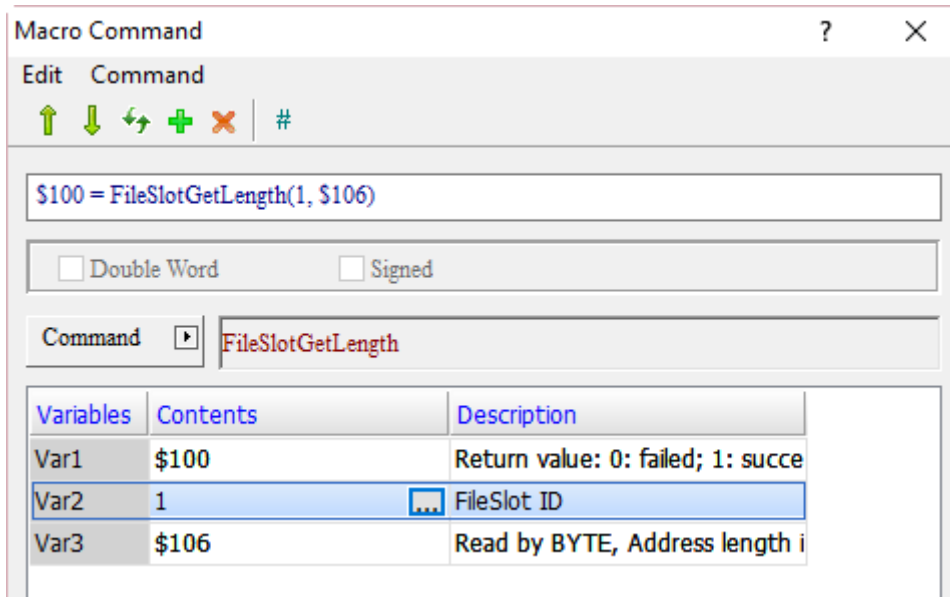 Macro Command ?
Edit Command
#
$100 = FileSlotGetLength(1, $106)
Double Word Signed
Command FileSlotGetLength
Variables Contents Description
Var1 $100 Return value: 0: failed; 1: succe
Var2 1 ... FileSlot ID
Var3 $106 Read by BYTE, Address length i